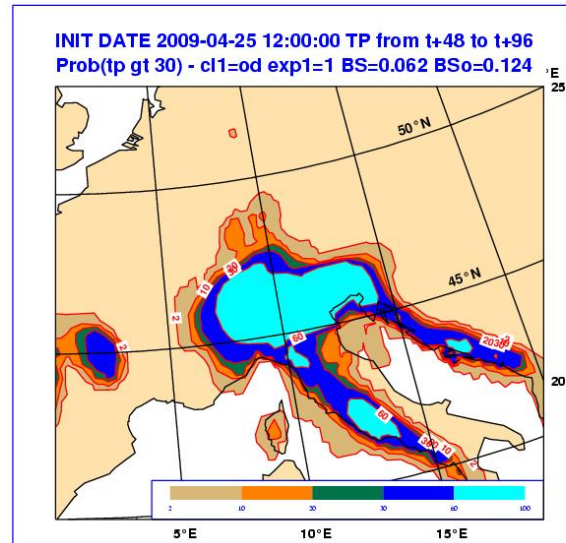 INIT DATE 2009-04-25 12:00:00 TP from t+48 to t+96
Prob(tp gt 30) - cl1=od exp1=1 BS=0.062 BSo=0.124
°E
25
50°N
45°N
20
10
2
2
60
60
10
2
2 10 20 30 60 100
5°E 10°E 15°E